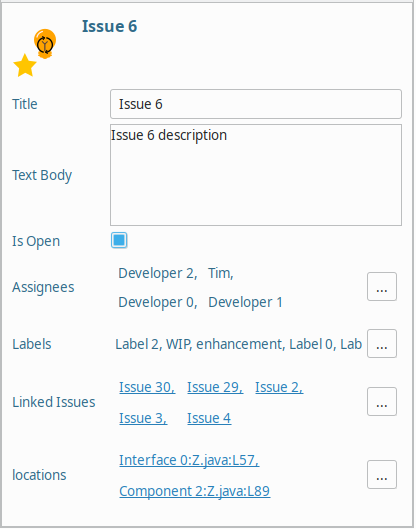 Issue 6
Title Issue 6
Text Body Issue 6 description
Is Open
Assignees Developer 2, Tim,
Developer 0, Developer 1 ...
Labels Label 2, WIP, enhancement, Label 0, Lab ...
Linked Issues Issue 30, Issue 29, Issue 2,
Issue 3, Issue 4 ...
locations Interface 0:Z.java:L57,
Component 2:Z.java:L89 ...